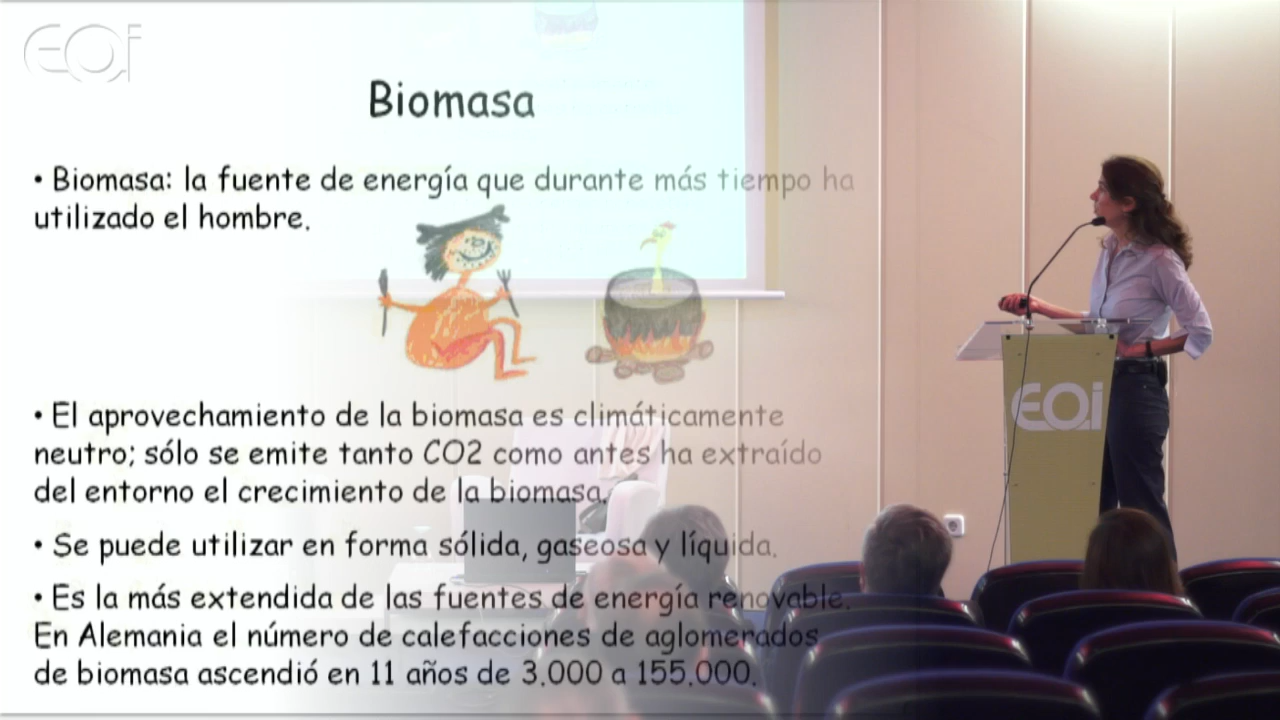 EOi
Biomasa
• Biomasa: la fuente de energía que durante más tiempo ha
utilizado el hombre.
• El aprovechamiento de la biomasa es climáticamente
neutro; sólo se emite tanto CO2 como antes ha extraído
del entorno el crecimiento de la biomasa.
• Se puede utilizar en forma sólida, gaseosa y líquida.
• Es la más extendida de las fuentes de energía renovable.
En Alemania el número de calefacciones de aglomerados
de biomasa ascendió en 11 años de 3.000 a 155.000.
EOi